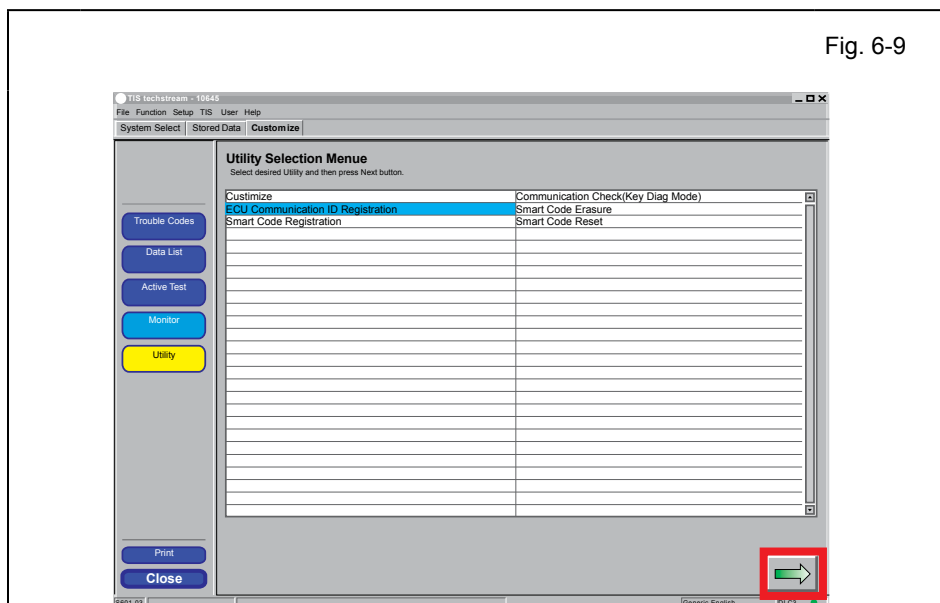 Fig. 6-9
TIS techstream - 10645
File Function Setup TIS User Help
System Select Stored Data Customize
Utility Selection Menue
Select desired Utility and then press Next button.
Custimize Communication Check(Key Diag Mode)
ECU Communication ID Registration Smart Code Erasure
Smart Code Registration Smart Code Reset
Trouble Codes
Data List
Active Test
Monitor
Utility
Print
Close
S601-03 Generic English DLC3